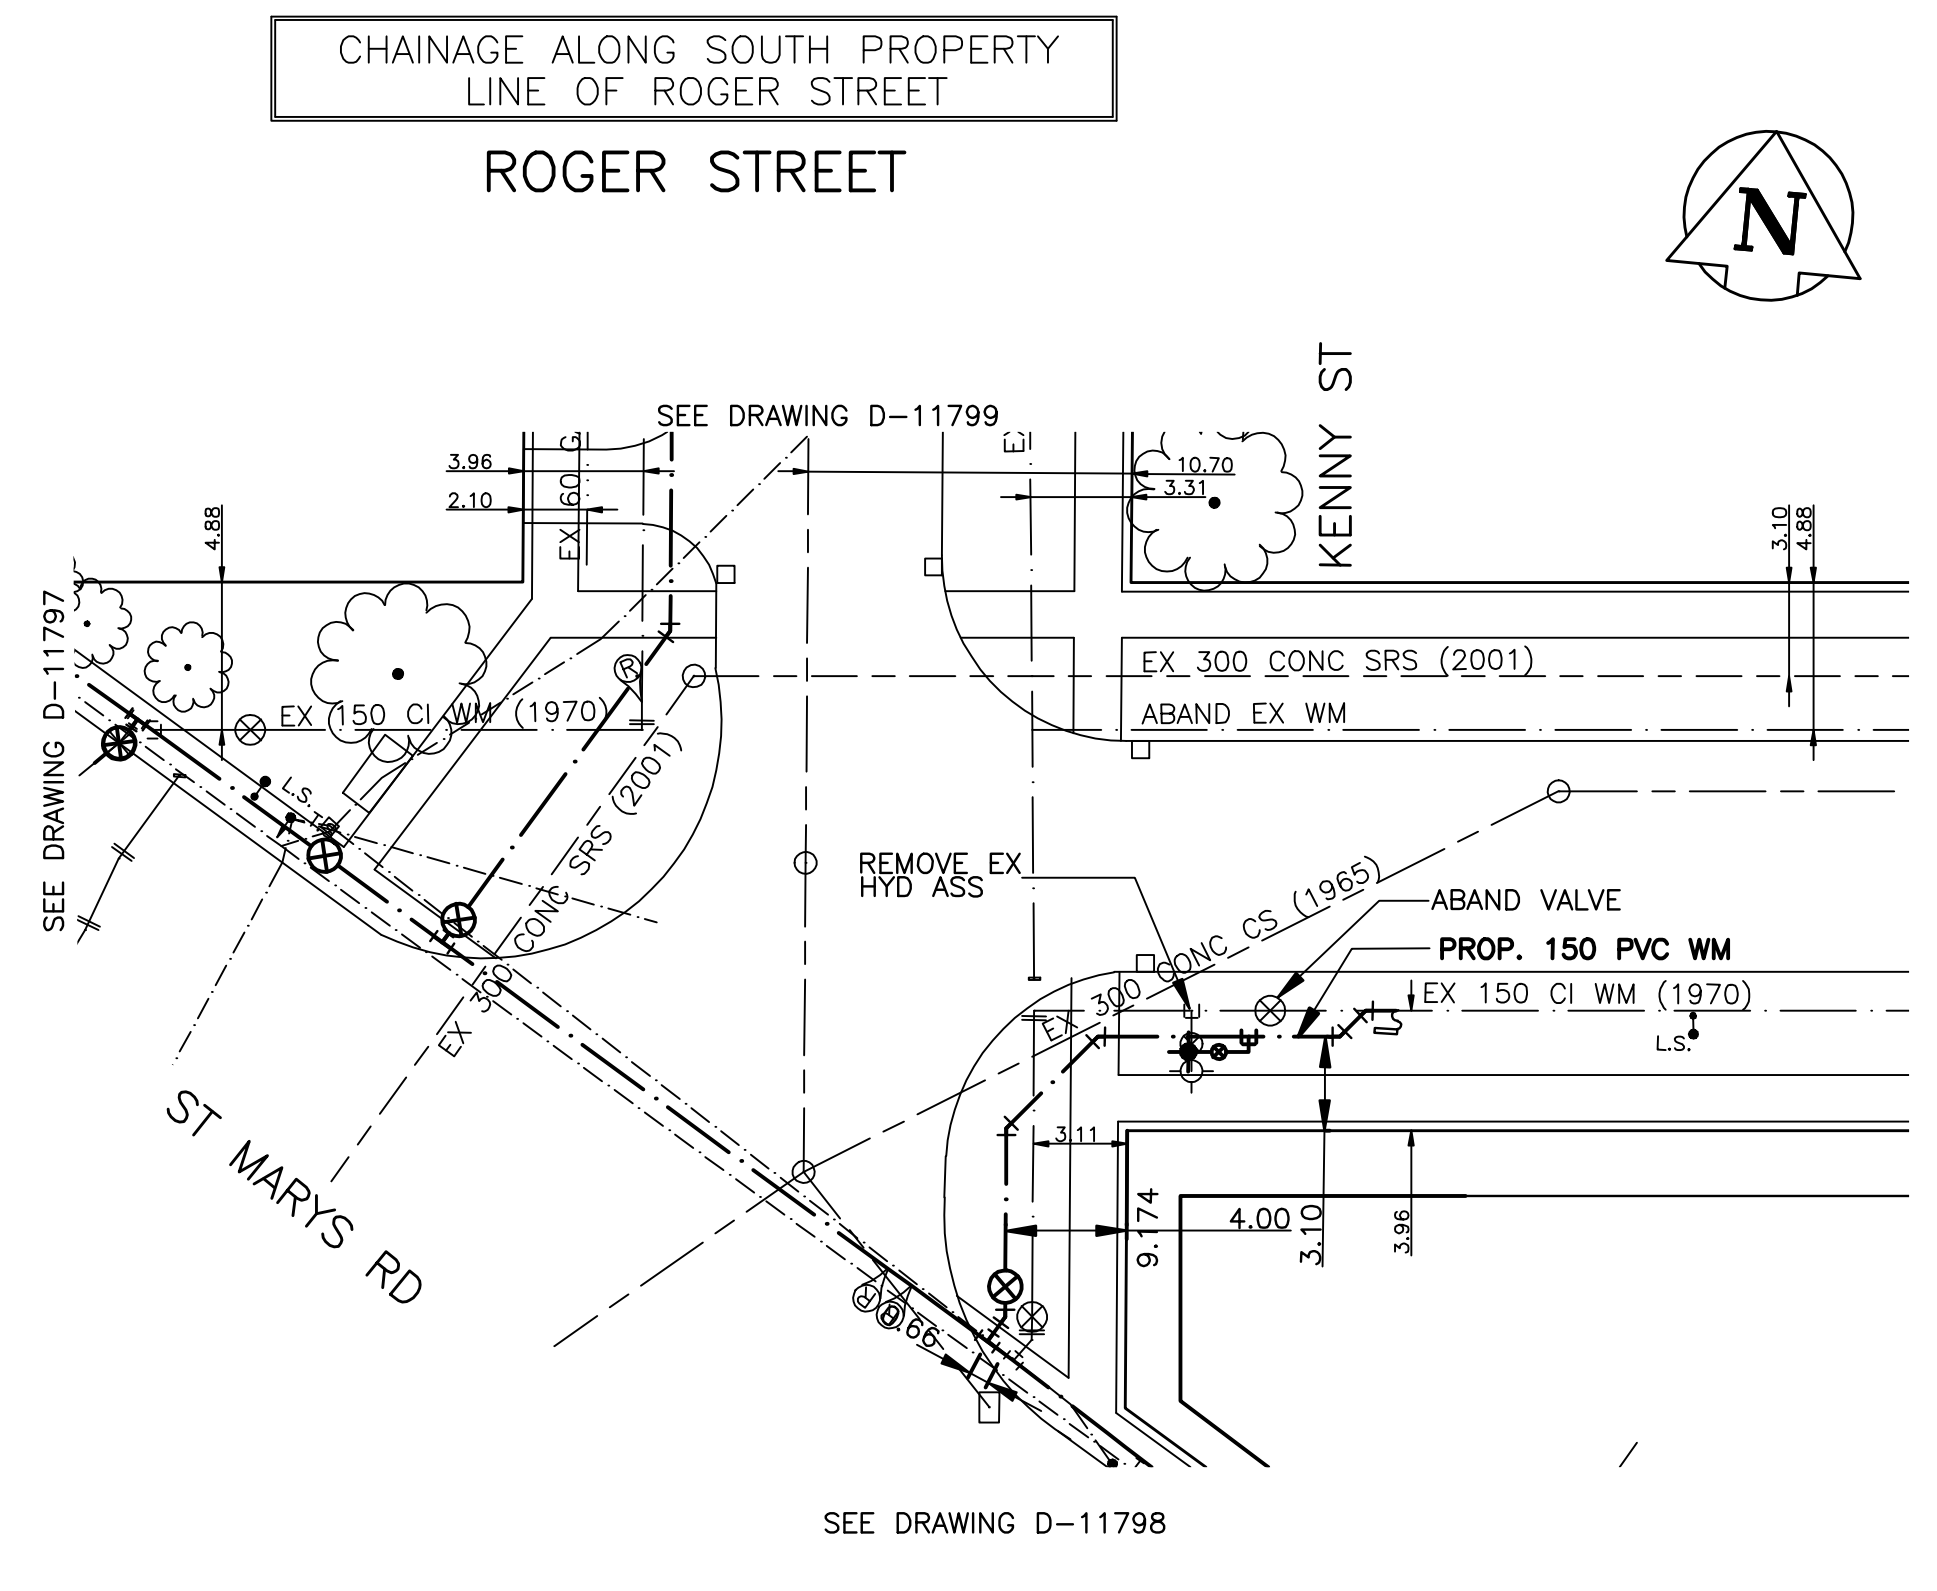 CHAINAGE ALONG SOUTH PROPERTY
LINE OF ROGER STREET
ROGER STREET
N
KENNY ST
SEE DRAWING D-11799
3.96
2.10
EX 60 G
EX
10.70
3.31
4.88
3.10
4.88
SEE DRAWING D-11797
R
EX 300 CONC SRS (2001)
EX 150 CI WM (1970)
ABAND EX WM
L.S.
EX 300 CONC SRS (2001)
REMOVE EX
HYD ASS
EX 300 CONC CS (1965)
ABAND VALVE
PROP. 150 PVC WM
EX 150 CI WM (1970)
L.S.
ST MARYS RD
3.11
9.174
4.00
3.10
3.96
R
R
0.66
SEE DRAWING D-11798